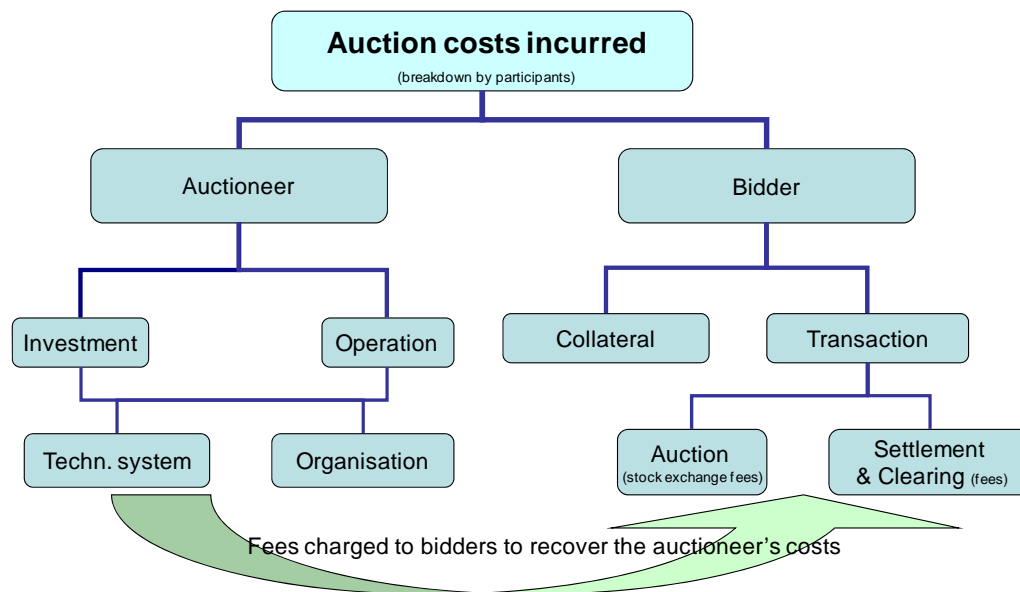 Auction costs incurred
(breakdown by participants)
Auctioneer
Bidder
Investment
Operation
Collateral
Transaction
Techn. system
Organisation
Auction
(stock exchange fees)
Settlement
& Clearing (fees)
Fees charged to bidders to recover the auctioneer's costs